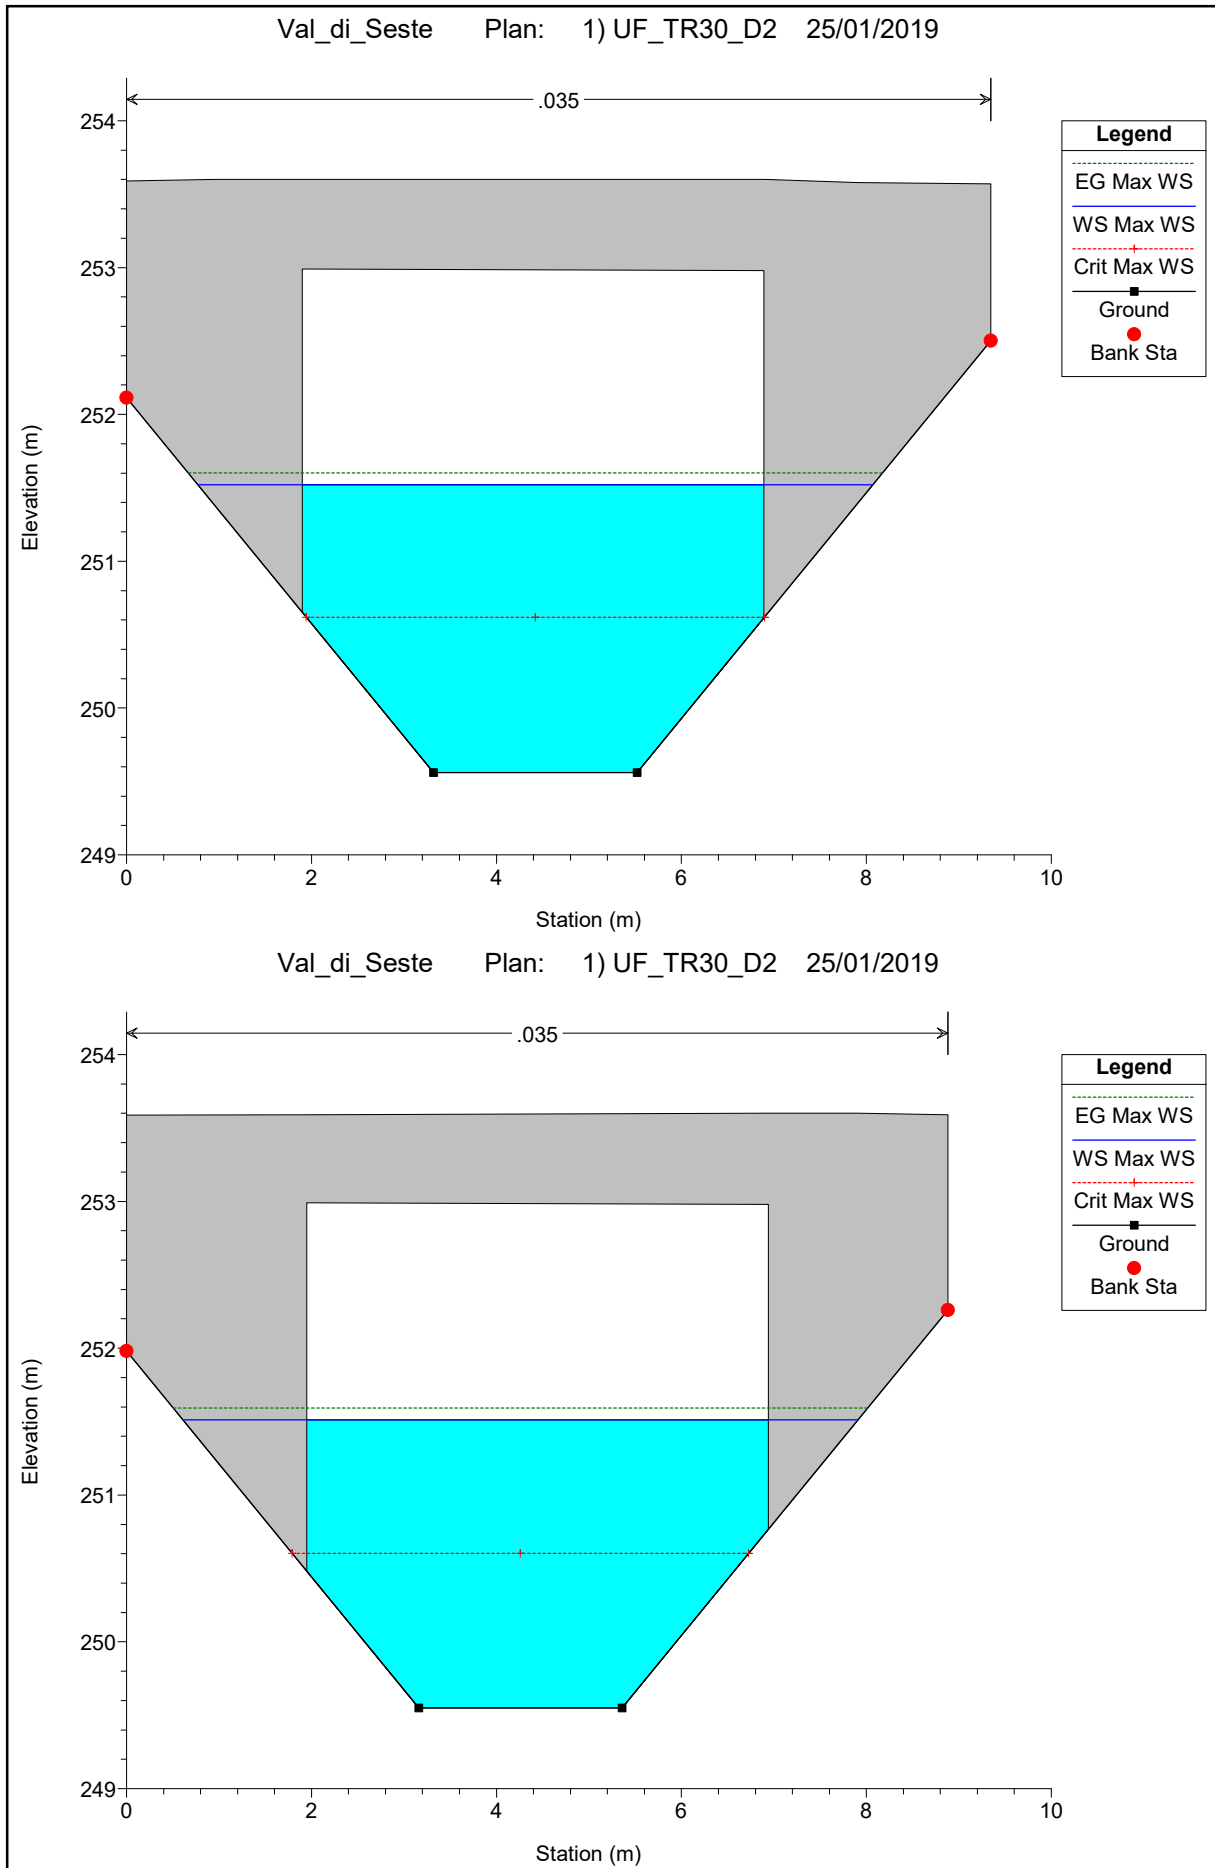 Val_di_Seste Plan: 1) UF_TR30_D2 25/01/2019
.035
254
253
252
251
250
249
Elevation (m)
0 2 4 6 8 10
Station (m)
Legend
EG Max WS
WS Max WS
Crit Max WS
Ground
Bank Sta
Val_di_Seste Plan: 1) UF_TR30_D2 25/01/2019
.035
254
253
252
251
250
249
Elevation (m)
0 2 4 6 8 10
Station (m)
Legend
EG Max WS
WS Max WS
Crit Max WS
Ground
Bank Sta